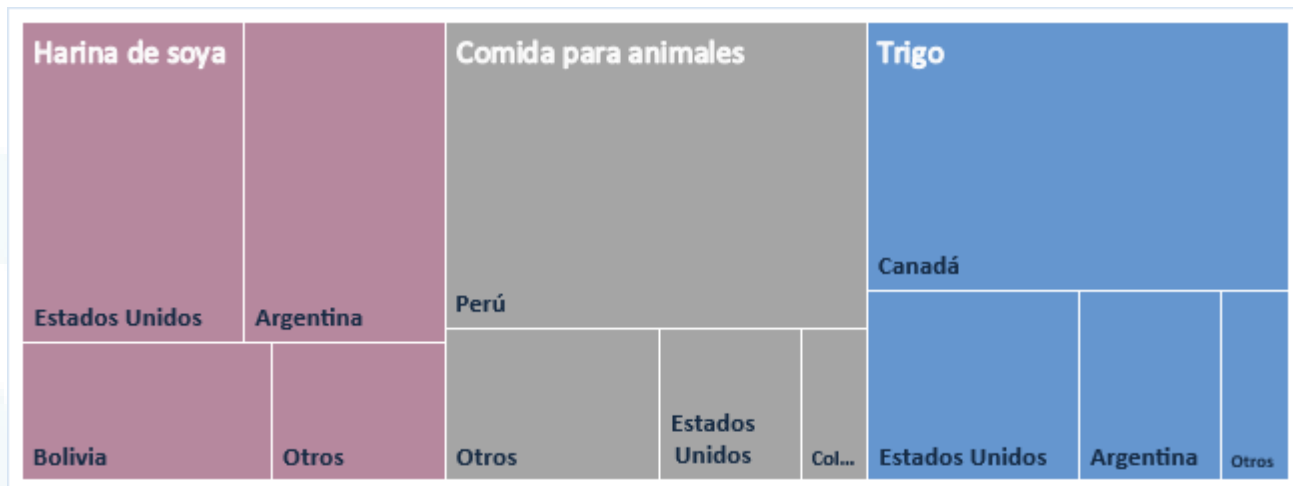 Harina de soya
Estados Unidos
Argentina
Bolivia
Otros
Comida para animales
Perú
Otros
Estados
Unidos
Col...
Trigo
Canadá
Estados Unidos
Argentina
Otros